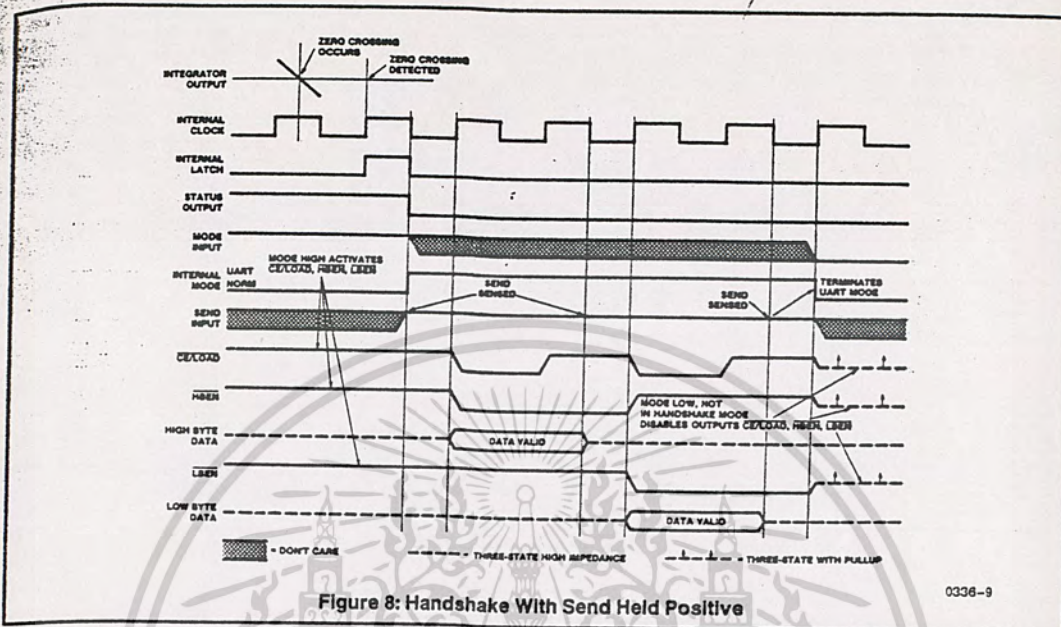 ZERO CROSSING
OCCURS
ZERO CROSSING
DETECTED
INTEGRATOR
OUTPUT
INTERNAL
CLOCK
INTERNAL
LATCH
STATUS
OUTPUT
MODE
INPUT
MODE HIGH ACTIVATES
CE/LOAD, HBEN, LBEN
INTERNAL
MODE
UART
NORM
SEND
SENSED
SEND
SENSED
TERMINATES
UART MODE
SEND
INPUT
CE/LOAD
HBEN
MODE LOW, NOT
IN HANDSHAKE MODE
DISABLES OUTPUTS CE/LOAD, HBEN, LBEN
HIGH BYTE
DATA
DATA VALID
LBEN
LOW BYTE
DATA
DATA VALID
= DON'T CARE
= THREE-STATE HIGH IMPEDANCE
= THREE-STATE WITH PULLUP
Figure 8: Handshake With Send Held Positive
0336-9